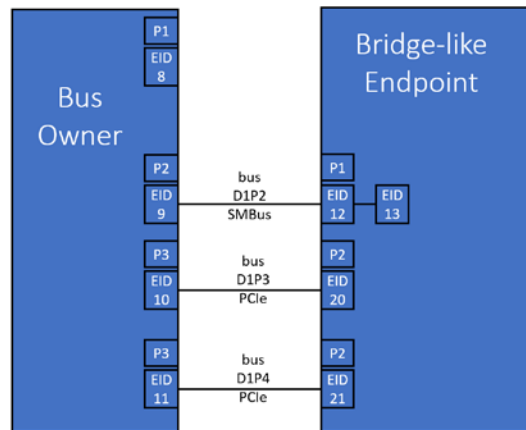 P1
EID
8
Bus
Owner
Bridge-like
Endpoint
P2
EID
9
bus
D1P2
SMBus
P1
EID
12
EID
13
P3
EID
10
bus
D1P3
PCIe
P2
EID
20
P3
EID
11
bus
D1P4
PCIe
P2
EID
21